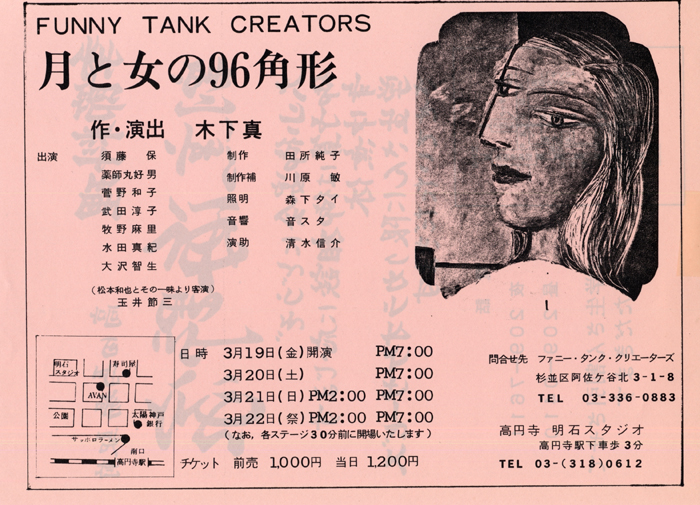 FUNNY TANK CREATORS
月と女の96角形
作・演出 木下真
出演 須藤 保
薬師丸好男
菅野和子
武田淳子
牧野麻里
水田真紀
大沢智生
(松本和也とその一味より客演)
玉井節三
制作 田所純子
制作補 川原 敏
照明 森下タイ
音響 音スタ
演助 清水信介
明石
スタジオ
寿司屋
AVAN
公園
太陽神戸
銀行
サッポロラーメン
南口
高円寺駅
日時 3月19日(金)開演 PM7:00
3月20日(土) PM7:00
3月21日(日) PM2:00 PM7:00
3月22日(祭) PM2:00 PM7:00
(なお,各ステージ30分前に開場いたします)
チケット 前売 1,000円 当日 1,200円
問合せ先 ファニー・タンク・クリエーターズ
杉並区阿佐ケ谷北 3-1-8
TEL 03-336-0883
高円寺 明石スタジオ
高円寺駅下車歩3分
TEL 03-(318)0612